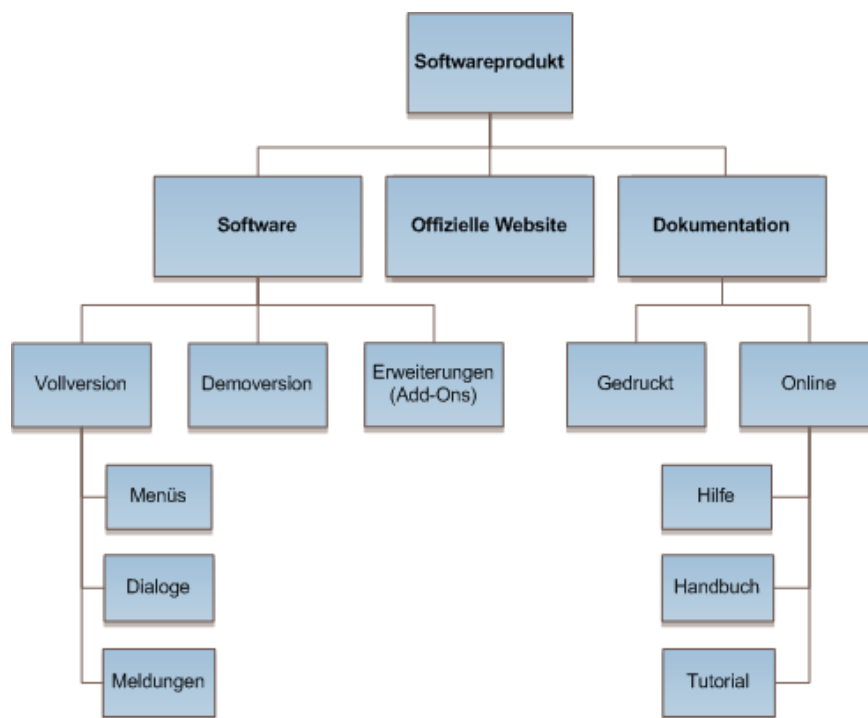 Softwareprodukt
Software
Offizielle Website
Dokumentation
Vollversion
Demoversion
Erweiterungen
(Add-Ons)
Gedruckt
Online
Menüs
Dialoge
Meldungen
Hilfe
Handbuch
Tutorial